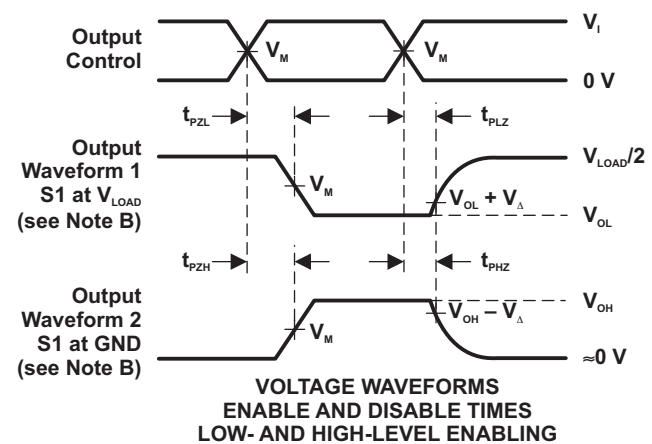 Output
Control
V_M
V_M
V_I
0 V
t_PZL
t_PLZ
Output
Waveform 1
S1 at V_LOAD
(see Note B)
V_M
V_OL + V_Δ
V_LOAD/2
V_OL
t_PZH
t_PHZ
Output
Waveform 2
S1 at GND
(see Note B)
V_M
V_OH – V_Δ
V_OH
≈0 V
VOLTAGE WAVEFORMS
ENABLE AND DISABLE TIMES
LOW- AND HIGH-LEVEL ENABLING